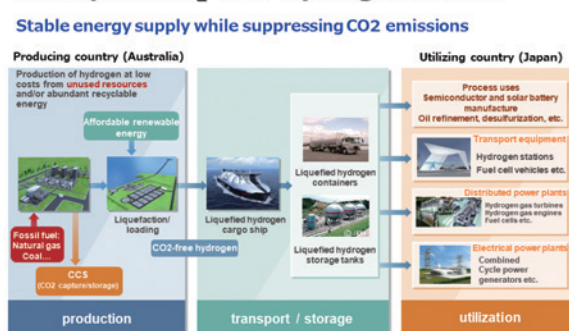 Stable energy supply while suppressing CO2 emissions
Producing country (Australia)
Utilizing country (Japan)
Production of hydrogen at low
costs from unused resources
and/or abundant recyclable
energy
Affordable renewable
energy
Liquefaction/
loading
Fossil fuel:
Natural gas
Coal....
CCS
(CO2 capture/storage)
Liquefied hydrogen
cargo ship
CO2-free hydrogen
Liquefied hydrogen
containers
Liquefied hydrogen
storage tanks
Process uses
Semiconductor and solar battery
manufacture
Oil refinement, desulfurization, etc.
Transport equipment
Hydrogen stations
Fuel cell vehicles etc.
Distributed power plants
Hydrogen gas turbines
Hydrogen gas engines
Fuel cells etc.
Electrical power plants
Combined
Cycle power
generators etc.
production
transport / storage
utilization